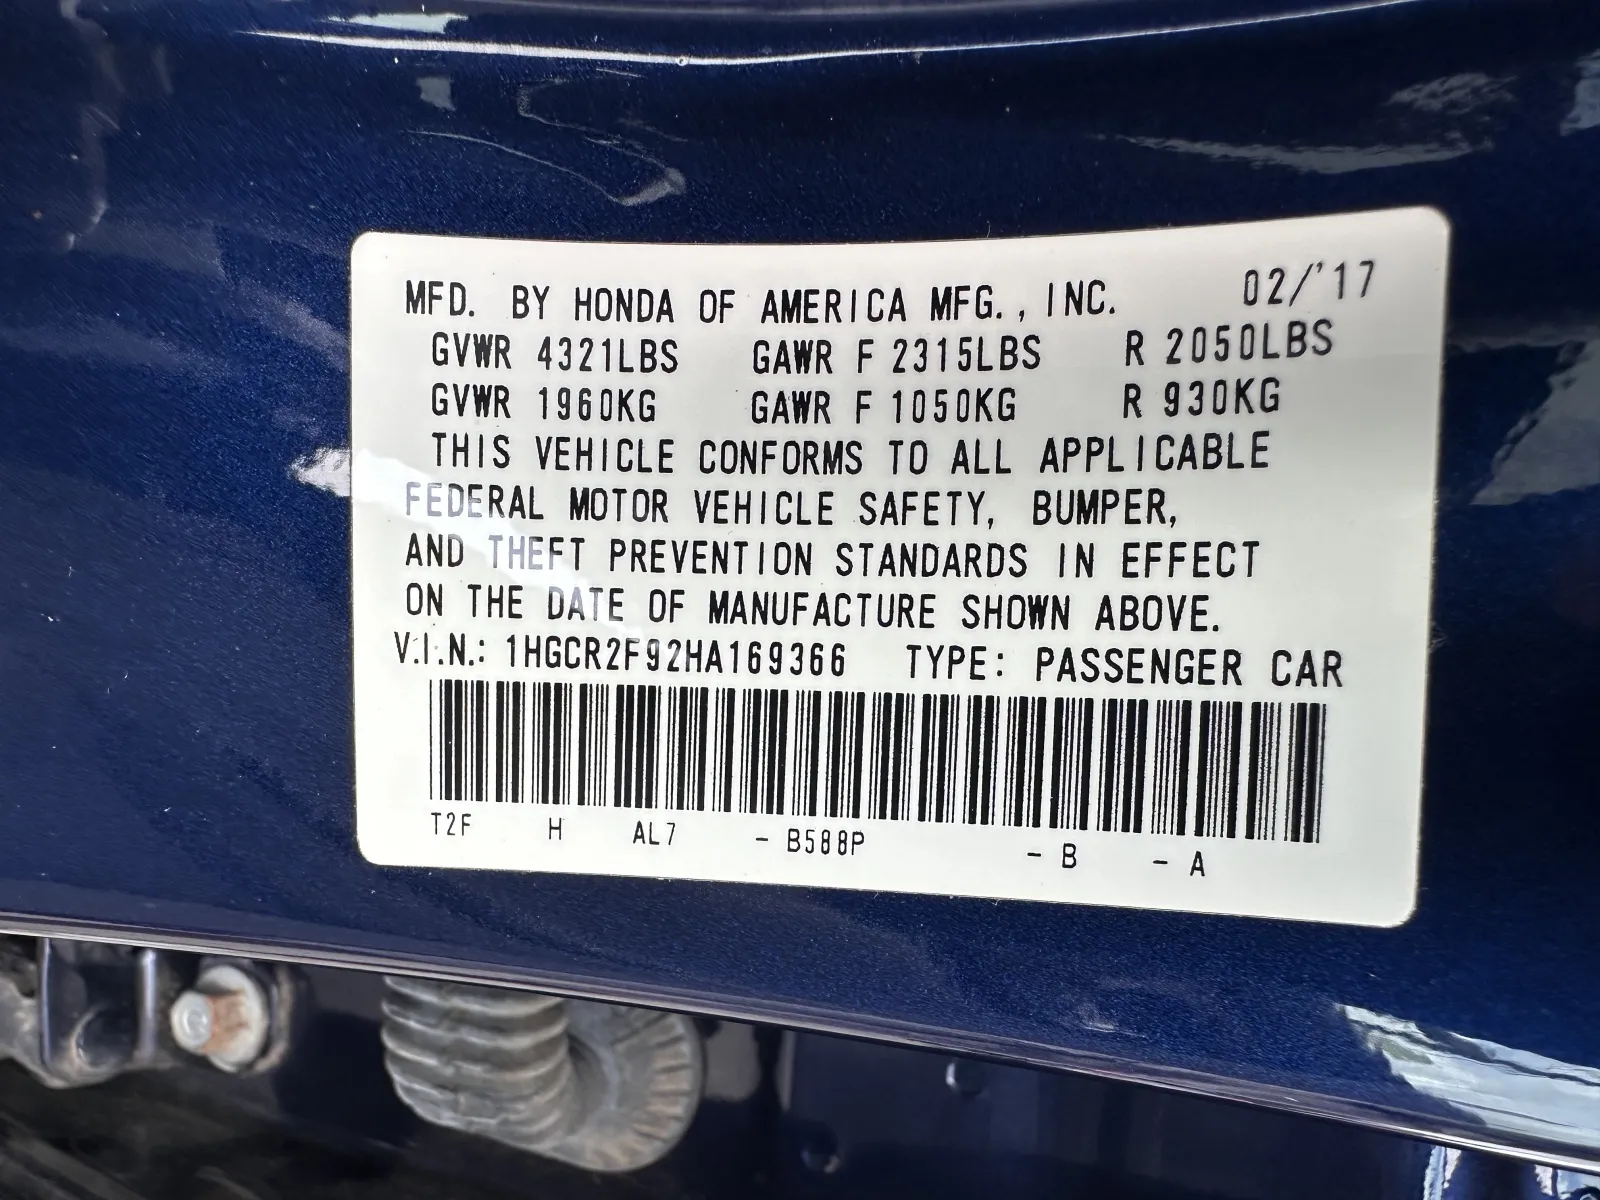 MFD. BY HONDA OF AMERICA MFG., INC. 02/'17
GVWR 4321LBS GAWR F 2315LBS R 2050LBS
GVWR 1960KG GAWR F 1050KG R 930KG
THIS VEHICLE CONFORMS TO ALL APPLICABLE
FEDERAL MOTOR VEHICLE SAFETY, BUMPER,
AND THEFT PREVENTION STANDARDS IN EFFECT
ON THE DATE OF MANUFACTURE SHOWN ABOVE.
V.I.N.: 1HGCR2F92HA169366 TYPE: PASSENGER CAR
T2F H AL7 - B588P - B - A